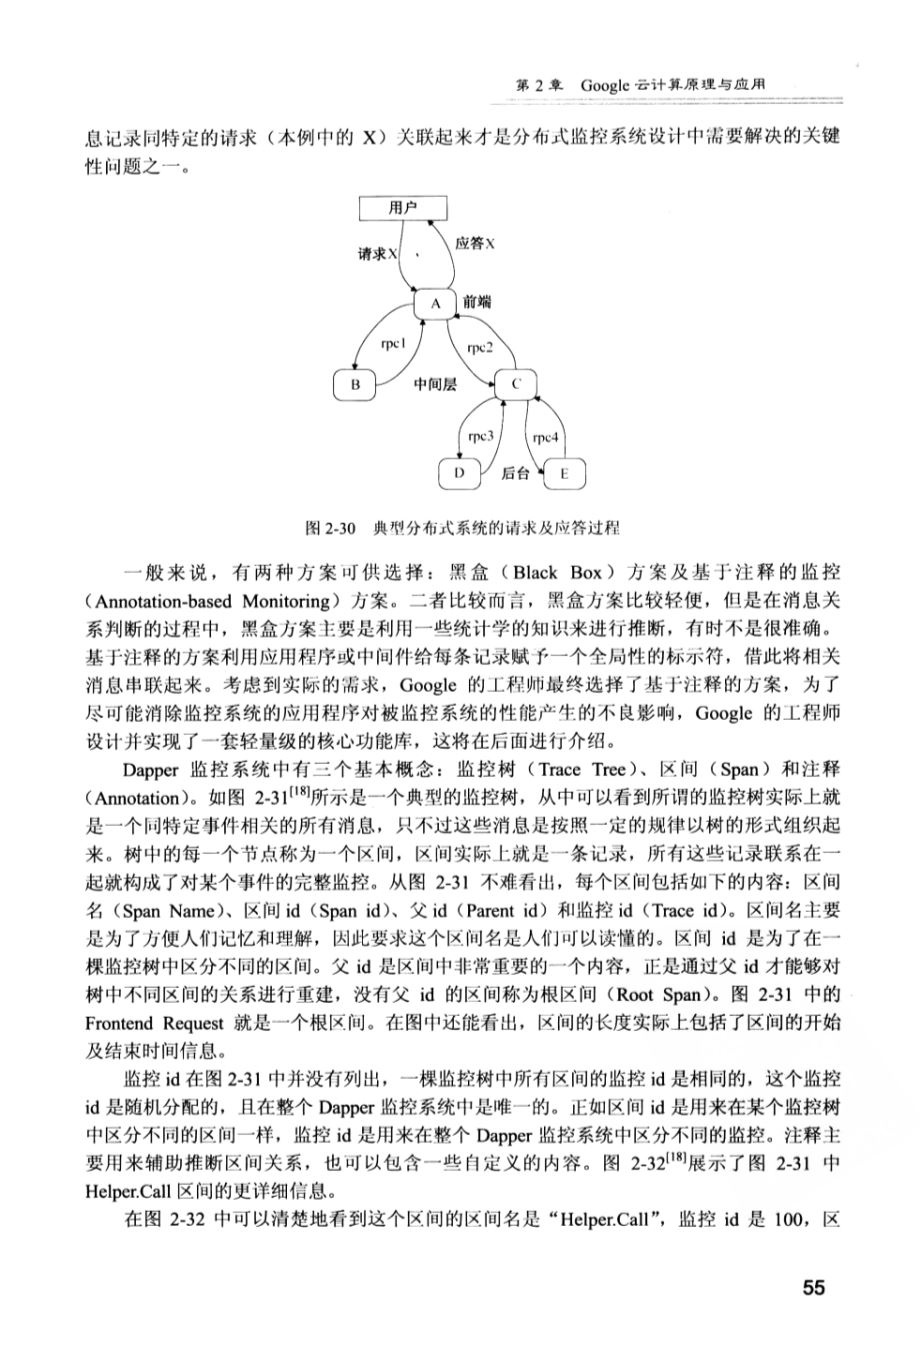 第 2 章 Google 云计算原理与应用
息记录同特定的请求（本例中的 X）关联起来才是分布式监控系统设计中需要解决的关键
性问题之一。
用户
请求X
应答X
A
前端
rpc1
rpc2
B
中间层
C
rpc3
rpc4
D
后台
E
图 2-30 典型分布式系统的请求及应答过程
一般来说，有两种方案可供选择：黑盒（Black Box）方案及基于注释的监控
（Annotation-based Monitoring）方案。二者比较而言，黑盒方案比较轻便，但是在消息关
系判断的过程中，黑盒方案主要是利用一些统计学的知识来进行推断，有时不是很准确。
基于注释的方案利用应用程序或中间件给每条记录赋予一个全局性的标示符，借此将相关
消息串联起来。考虑到实际的需求，Google 的工程师最终选择了基于注释的方案，为了
尽可能消除监控系统的应用程序对被监控系统的性能产生的不良影响，Google 的工程师
设计并实现了一套轻量级的核心功能库，这将在后面进行介绍。
Dapper 监控系统中有三个基本概念：监控树（Trace Tree）、区间（Span）和注释
（Annotation）。如图 2-31[18]所示是一个典型的监控树，从中可以看到所谓的监控树实际上就
是一个同特定事件相关的所有消息，只不过这些消息是按照一定的规律以树的形式组织起
来。树中的每一个节点称为一个区间，区间实际上就是一条记录，所有这些记录联系在一
起就构成了对某个事件的完整监控。从图 2-31 不难看出，每个区间包括如下的内容：区间
名（Span Name）、区间 id（Span id）、父 id（Parent id）和监控 id（Trace id）。区间名主要
是为了方便人们记忆和理解，因此要求这个区间名是人们可以读懂的。区间 id 是为了在一
棵监控树中区分不同的区间。父 id 是区间中非常重要的一个内容，正是通过父 id 才能够对
树中不同区间的关系进行重建，没有父 id 的区间称为根区间（Root Span）。图 2-31 中的
Frontend Request 就是一个根区间。在图中还能看出，区间的长度实际上包括了区间的开始
及结束时间信息。
监控 id 在图 2-31 中并没有列出，一棵监控树中所有区间的监控 id 是相同的，这个监控
id 是随机分配的，且在整个 Dapper 监控系统中是唯一的。正如区间 id 是用来在某个监控树
中区分不同的区间一样，监控 id 是用来在整个 Dapper 监控系统中区分不同的监控。注释主
要用来辅助推断区间关系，也可以包含一些自定义的内容。图 2-32[18]展示了图 2-31 中
Helper.Call 区间的更详细信息。
在图 2-32 中可以清楚地看到这个区间的区间名是“Helper.Call”，监控 id 是 100，区
55